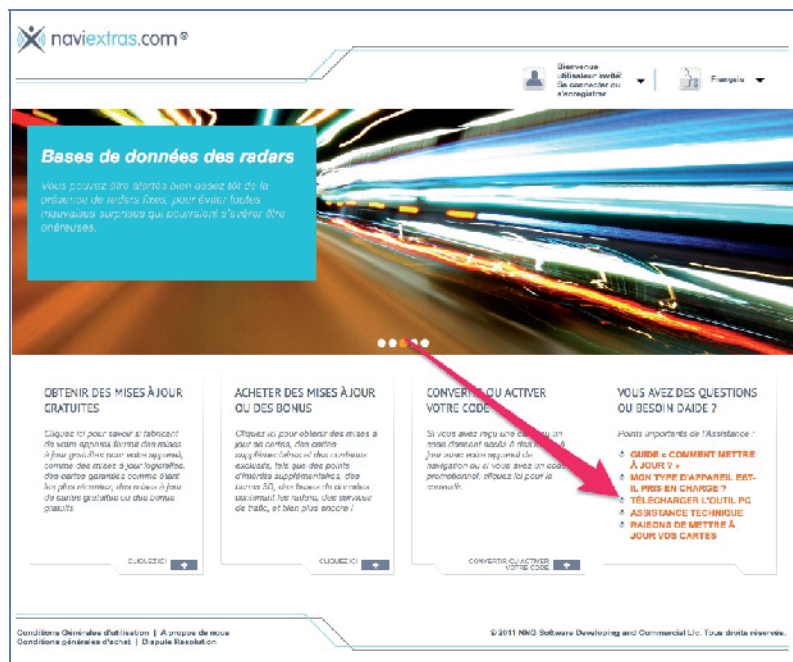 naviextras.com®
Bienvenue
utilisateur invité!
Se connecter ou
s'enregistrer
Français
Bases de données des radars
Vous pouvez être alertés bien assez tôt de la
présence de radars fixes, pour éviter toutes
mauvaises surprises qui pourraient s'avérer être
onéreuses.
OBTENIR DES MISES À JOUR
GRATUITES
Cliquez ici pour savoir si fabricant
de votre appareil fournit des mises
à jour gratuites pour votre appareil,
comme des mises à jour logicielles,
des cartes garanties comme étant
les plus récentes, des mises à jour
de cartes gratuites ou des bonus
gratuits.
CLIQUEZ ICI
ACHETER DES MISES À JOUR
OU DES BONUS
Cliquez ici pour obtenir des mises à
jour de cartes, des cartes
supplémentaires et des contenus
exclusifs, tels que des points
d'intérêts supplémentaires, des
bonus 3D, des bases de données
contenant les radars, des services
de trafic, et bien plus encore !
CLIQUEZ ICI
CONVERTIR OU ACTIVER
VOTRE CODE
Si vous avez reçu une carte ou un
code donnant accès à des mises à
jour avec votre appareil de
navigation ou si vous avez un code
promotionnel, cliquez ici pour le
convertir.
CONVERTIR OU ACTIVER
VOTRE CODE
VOUS AVEZ DES QUESTIONS
OU BESOIN D'AIDE ?
Points importants de l'Assistance :
GUIDE « COMMENT METTRE
À JOUR ? »
MON TYPE D'APPAREIL EST-
IL PRIS EN CHARGE ?
TÉLÉCHARGER L'OUTIL PC
ASSISTANCE TECHNIQUE
RAISONS DE METTRE À
JOUR VOS CARTES
Conditions Générales d'utilisation | A propos de nous
Conditions générales d'achat | Dispute Resolution
© 2011 NNG Software Developing and Commercial Llc. Tous droits réservés.